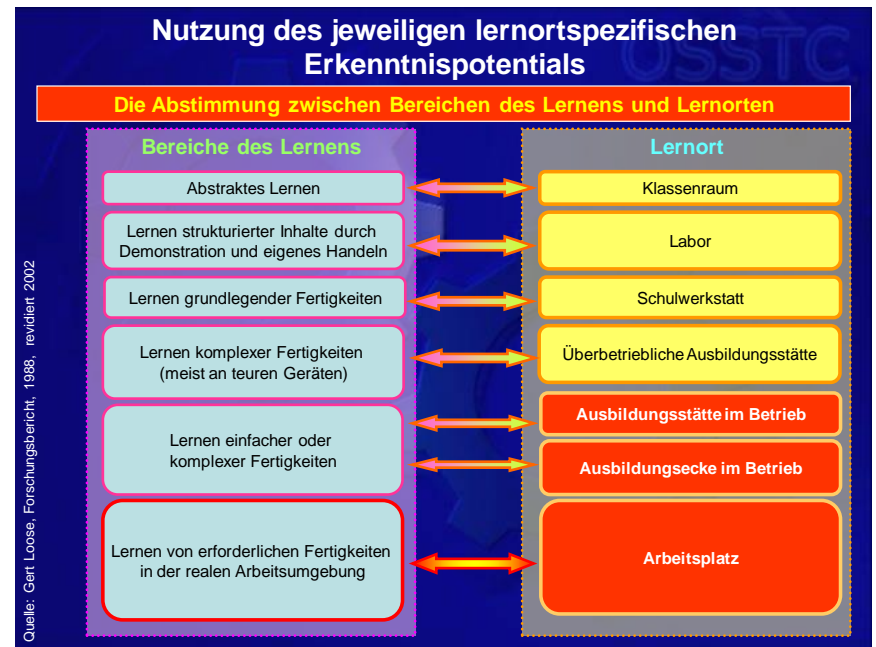 Nutzung des jeweiligen lernortspezifischen
Erkenntnispotentials
OSSTC
Die Abstimmung zwischen Bereichen des Lernens und Lernorten
Bereiche des Lernens
Lernort
Abstraktes Lernen
Klassenraum
Lernen strukturierter Inhalte durch
Demonstration und eigenes Handeln
Labor
Lernen grundlegender Fertigkeiten
Schulwerkstatt
Lernen komplexer Fertigkeiten
(meist an teuren Geräten)
Überbetriebliche Ausbildungsstätte
Lernen einfacher oder
komplexer Fertigkeiten
Ausbildungsstätte im Betrieb
Ausbildungsecke im Betrieb
Lernen von erforderlichen Fertigkeiten
in der realen Arbeitsumgebung
Arbeitsplatz
Quelle: Gert Loose, Forschungsbericht, 1988, revidiert 2002